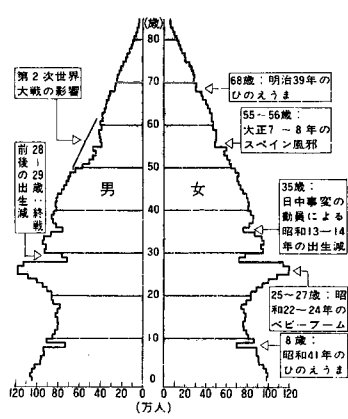 (歳)
80
70
60
50
40
30
20
10
0
第2次世界
大戦の影響
28~29歳:終戦
前後の出生減
男
女
68歳:明治39年の
ひのえうま
55~56歳:
大正7~8年の
スペイン風邪
35歳:
日中事変の
動員による
昭和13~14
年の出生減
25~27歳:昭
和22~24年の
ベビーブーム
8歳:
昭和41年の
ひのえうま
120 100 80 60 40 20 0
0 20 40 60 80 100 120
(万人)